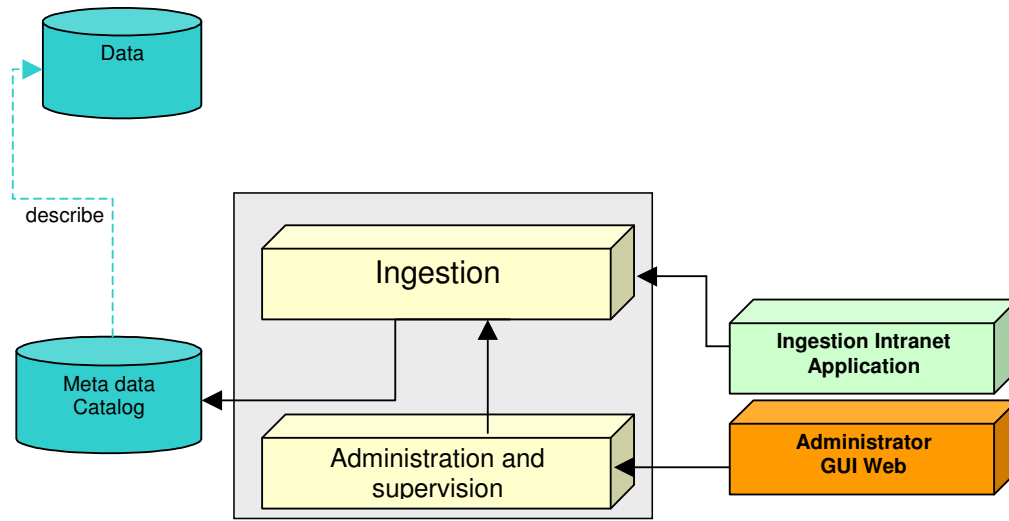 Data
describe
Ingestion
Ingestion Intranet
Application
Meta data
Catalog
Administration and
supervision
Administrator
GUI Web